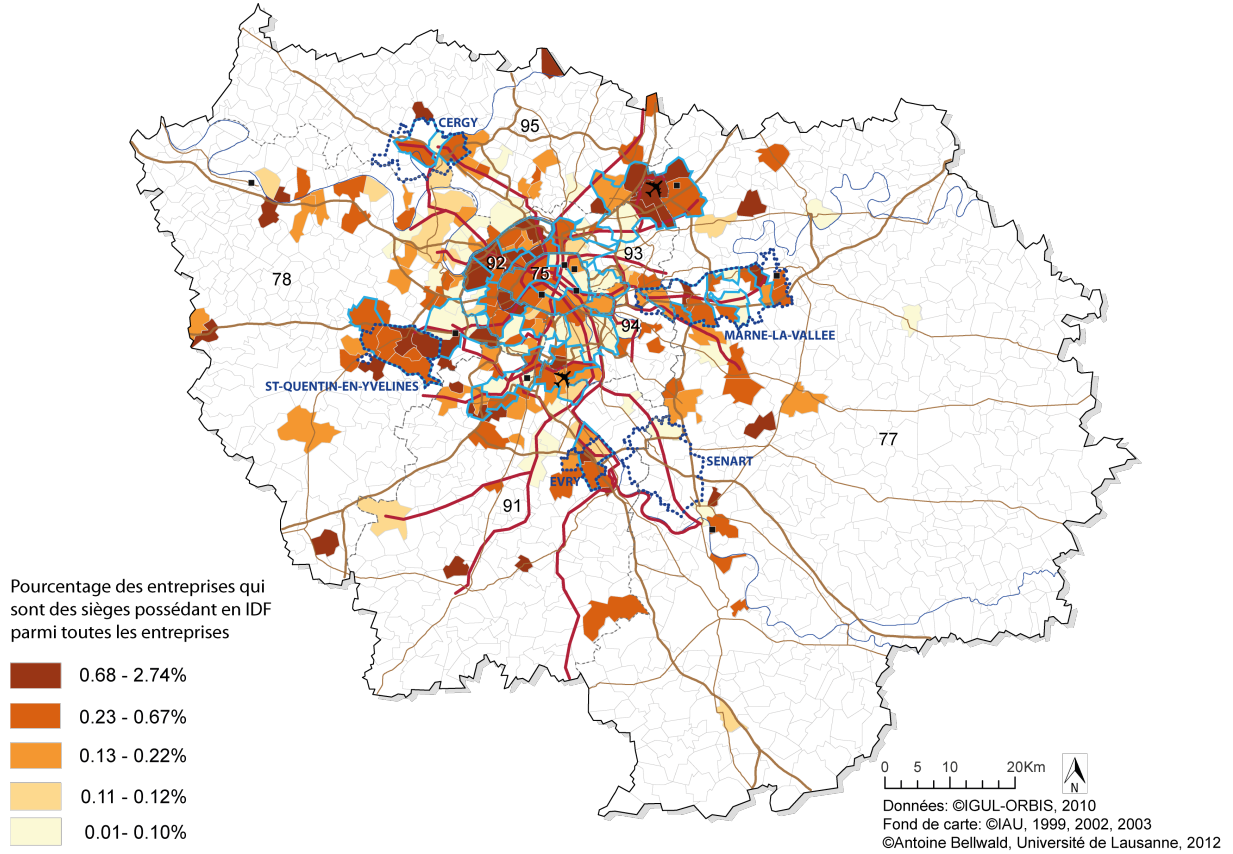 95
CERGY
92
75
93
78
94
MARNE-LA-VALLEE
ST-QUENTIN-EN-YVELINES
77
SENART
EVRY
91
Pourcentage des entreprises qui
sont des sièges possédant en IDF
parmi toutes les entreprises
0.68 - 2.74%
0.23 - 0.67%
0.13 - 0.22%
0.11 - 0.12%
0.01- 0.10%
0 5 10 20Km
N
Données: ©IGUL-ORBIS, 2010
Fond de carte: ©IAU, 1999, 2002, 2003
©Antoine Bellwald, Université de Lausanne, 2012